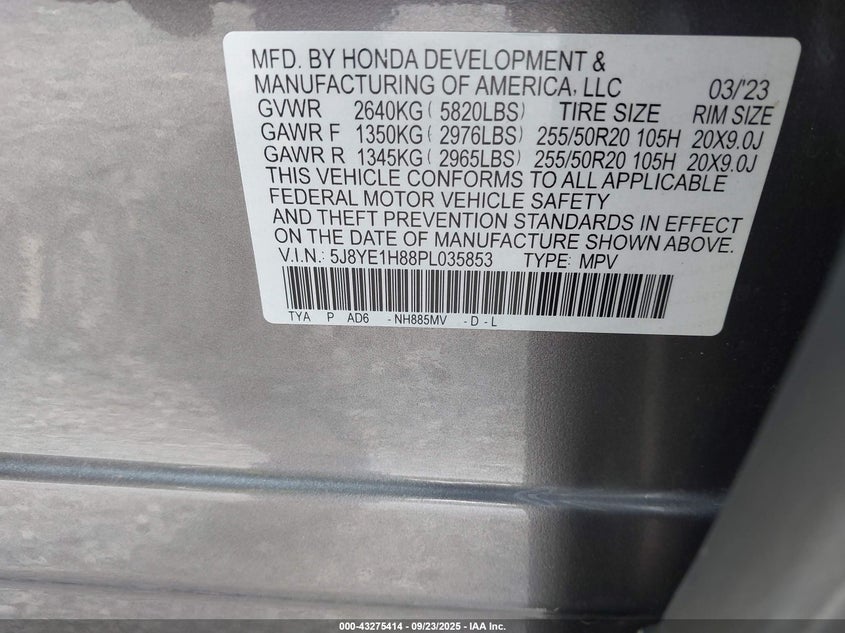 MFD. BY HONDA DEVELOPMENT &
MANUFACTURING OF AMERICA, LLC 03/'23
GVWR 2640KG ( 5820LBS) TIRE SIZE RIM SIZE
GAWR F 1350KG ( 2976LBS) 255/50R20 105H 20X9.0J
GAWR R 1345KG ( 2965LBS) 255/50R20 105H 20X9.0J
THIS VEHICLE CONFORMS TO ALL APPLICABLE
FEDERAL MOTOR VEHICLE SAFETY
AND THEFT PREVENTION STANDARDS IN EFFECT
ON THE DATE OF MANUFACTURE SHOWN ABOVE.
V.I.N.: 5J8YE1H88PL035853 TYPE: MPV
TYA P AD6 -NH885MV -D -L
000-43275414 - 09/23/2025 - IAA Inc.